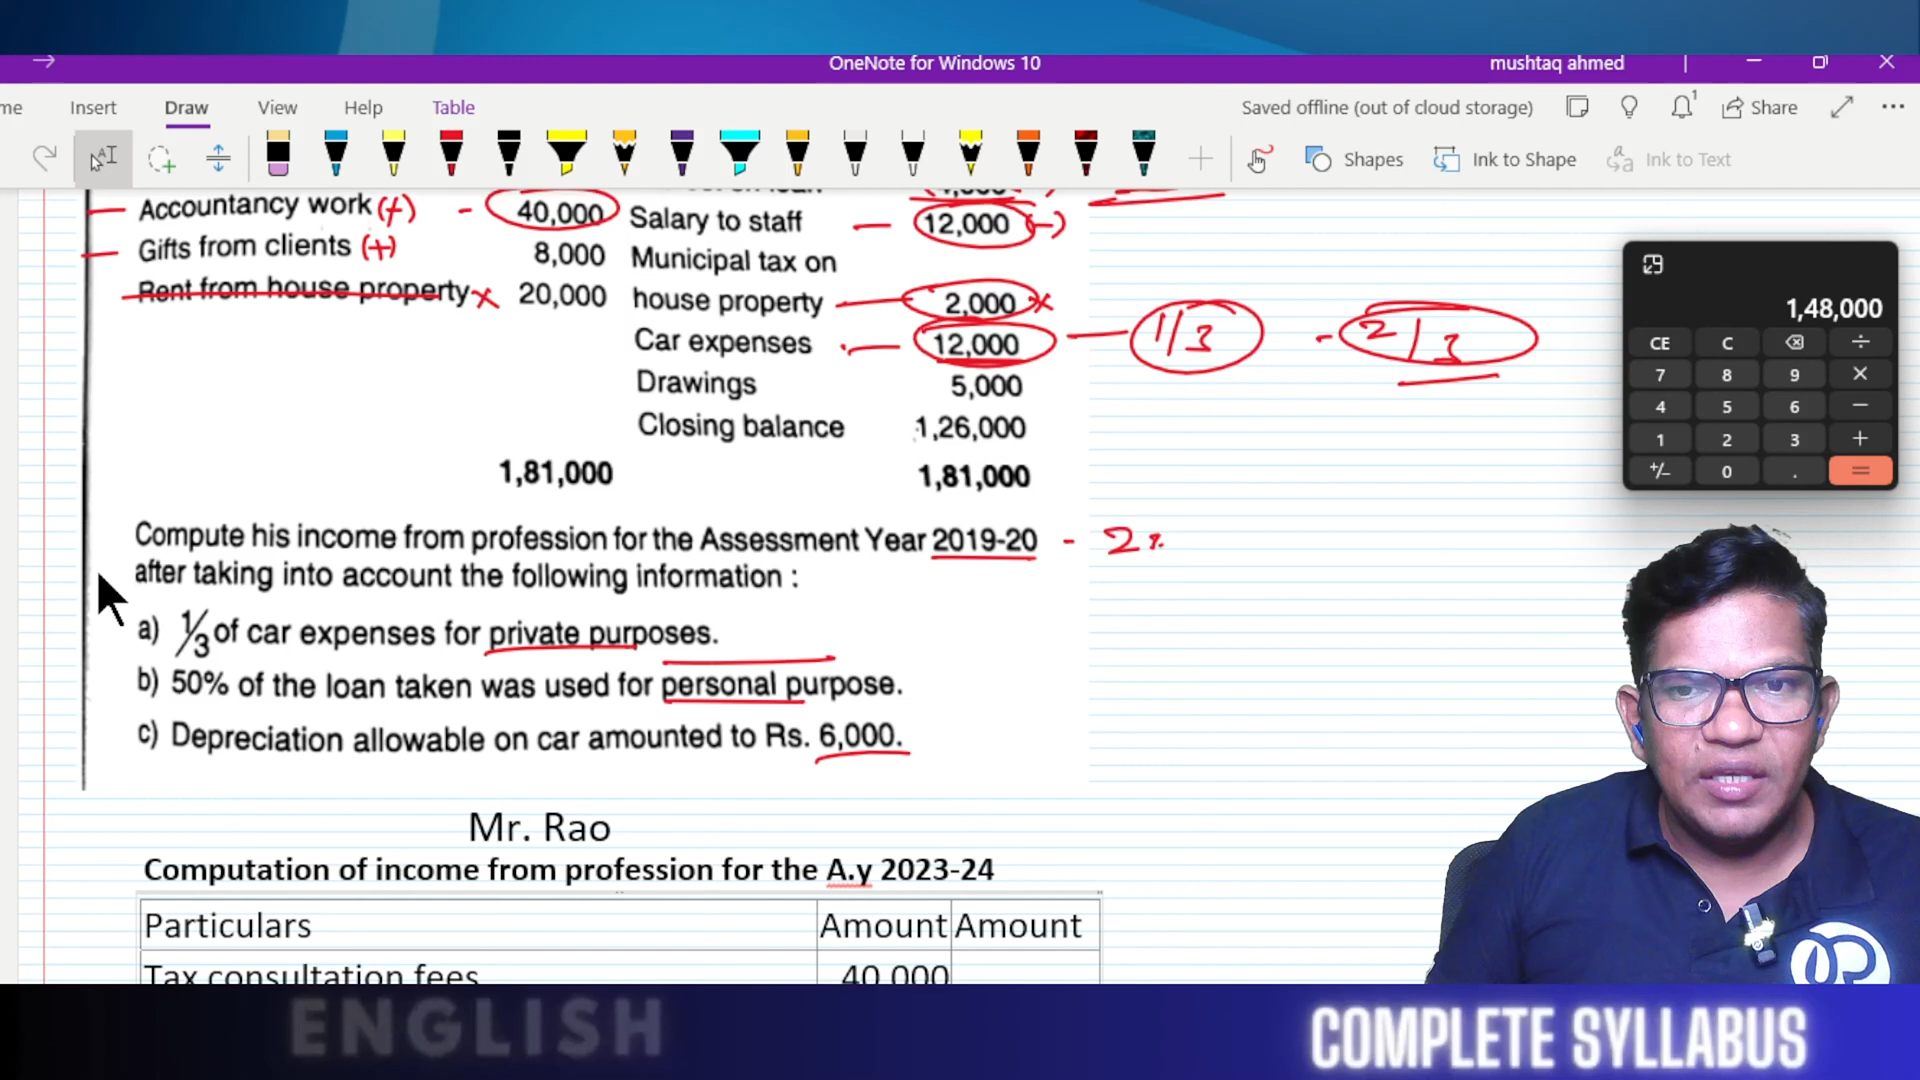 OneNote for Windows 10
mushtaq ahmed
me Insert Draw View Help Table
Saved offline (out of cloud storage)
1
Share
Shapes Ink to Shape Ink to Text
Accountancy work (+) - 40,000 Salary to staff - 12,000 (-)
Gifts from clients (+) 8,000 Municipal tax on
Rent from house property x 20,000 house property 2,000 x
Car expenses 12,000 - 1/3 - 2/3
Drawings 5,000
Closing balance 1,26,000
1,81,000 1,81,000
Compute his income from profession for the Assessment Year 2019-20 - 2
after taking into account the following information :
a) 1/3 of car expenses for private purposes.
b) 50% of the loan taken was used for personal purpose.
c) Depreciation allowable on car amounted to Rs. 6,000.
Mr. Rao
Computation of income from profession for the A.y 2023-24
Particulars Amount Amount
Tax consultation fees 40,000
1,48,000
CE C ÷
7 8 9 ×
4 5 6 −
1 2 3 +
+/− 0 . =
ENGLISH
COMPLETE SYLLABUS